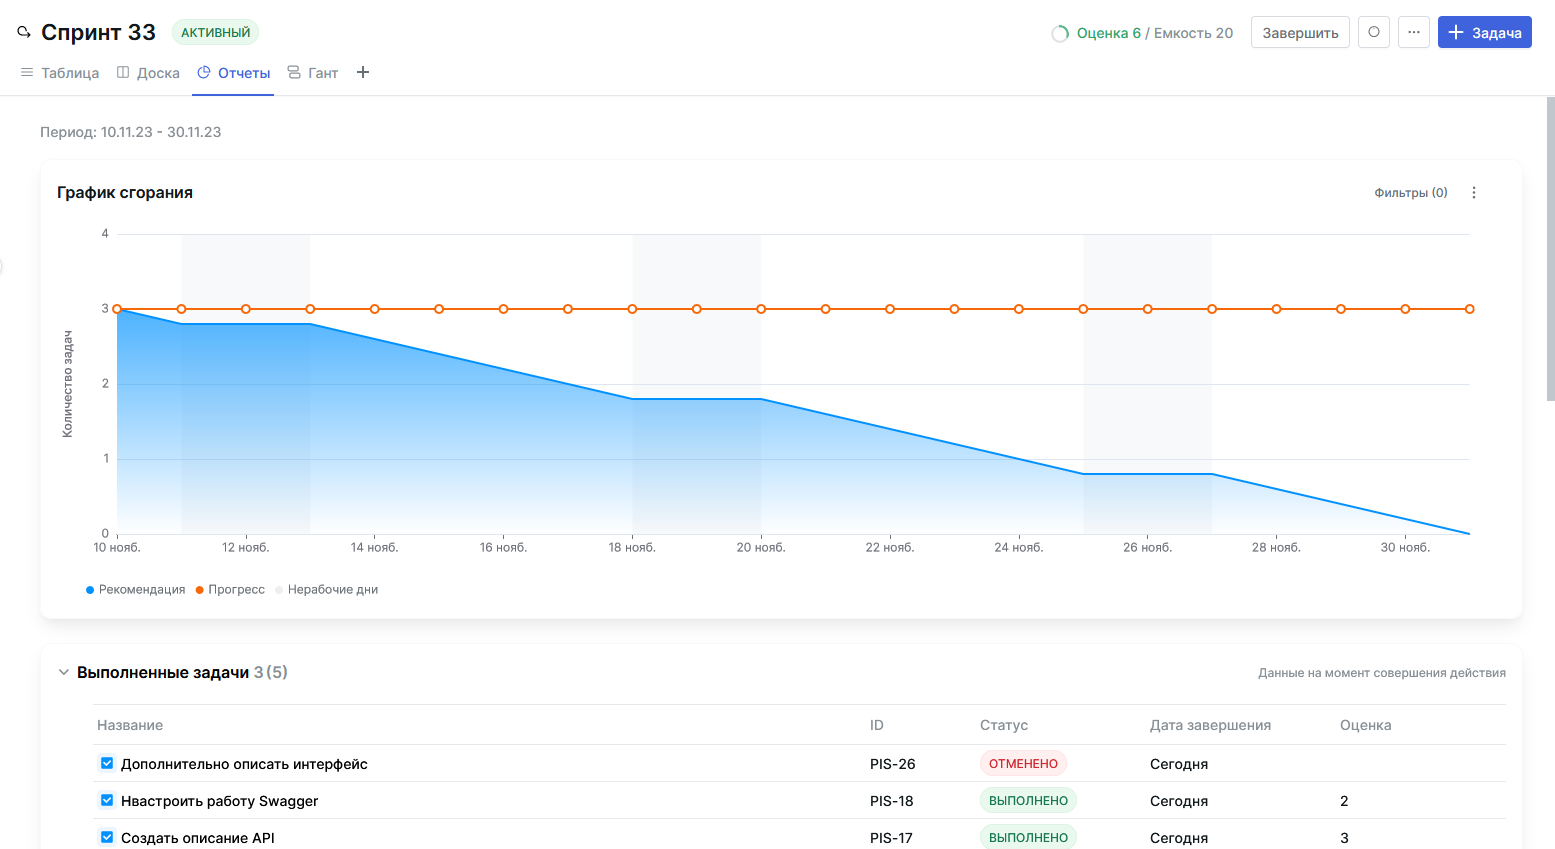 Спринт 33 АКТИВНЫЙ Оценка 6 / Емкость 20 Завершить Задача
Таблица Доска Отчеты Гант
Период: 10.11.23 - 30.11.23
График сгорания Фильтры (0)
4
3
2
1
0
Количество задач
10 нояб. 12 нояб. 14 нояб. 16 нояб. 18 нояб. 20 нояб. 22 нояб. 24 нояб. 26 нояб. 28 нояб. 30 нояб.
Рекомендация Прогресс Нерабочие дни
Выполненные задачи 3 (5) Данные на момент совершения действия
Название ID Статус Дата завершения Оценка
Дополнительно описать интерфейс PIS-26 ОТМЕНЕНО Сегодня
Нвастроить работу Swagger PIS-18 ВЫПОЛНЕНО Сегодня 2
Создать описание API PIS-17 ВЫПОЛНЕНО Сегодня 3